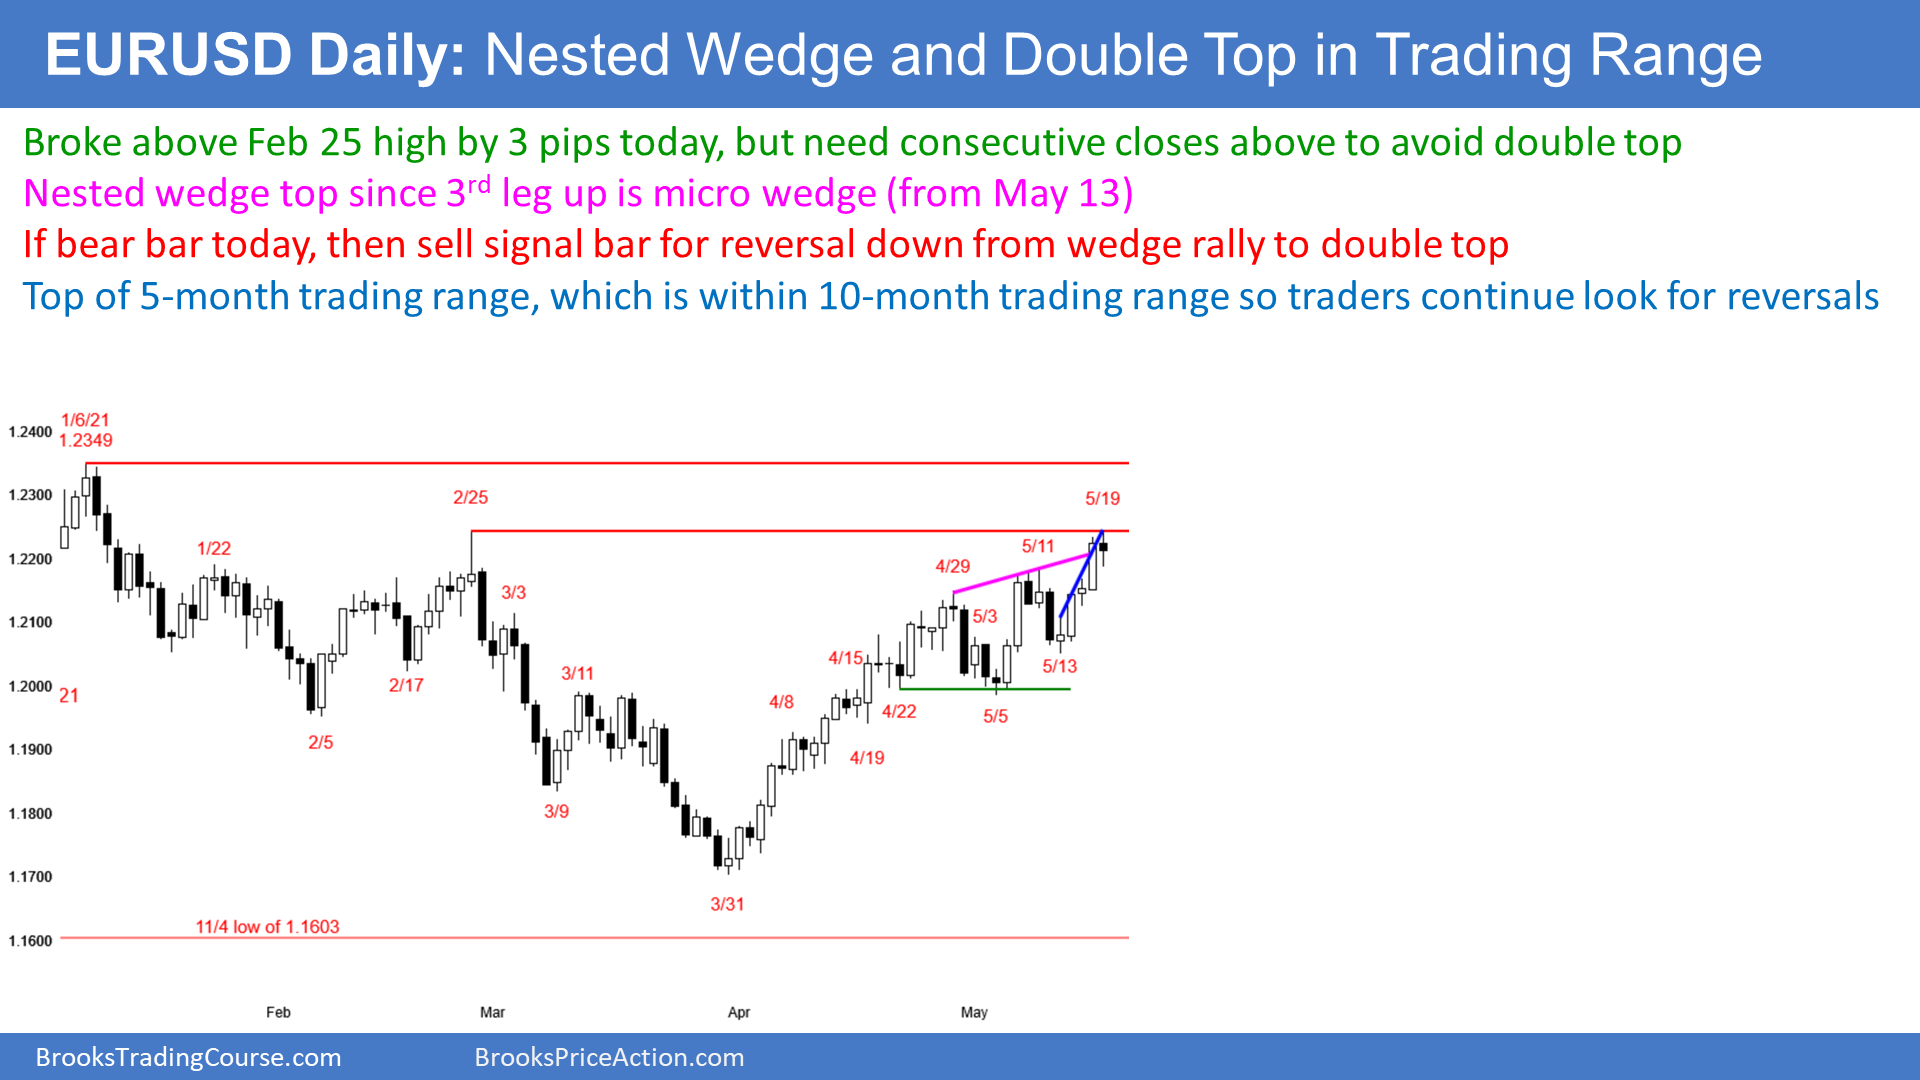 EURUSD Daily: Nested Wedge and Double Top in Trading Range
Broke above Feb 25 high by 3 pips today, but need consecutive closes above to avoid double top
Nested wedge top since 3rd leg up is micro wedge (from May 13)
If bear bar today, then sell signal bar for reversal down from wedge rally to double top
Top of 5-month trading range, which is within 10-month trading range so traders continue look for reversals
1/6/21
1.2349
1.2400
1.2300
1.2200
1.2100
1.2000
1.1900
1.1800
1.1700
1.1600
21
1/22
2/5
2/17
2/25
3/3
3/9
3/11
3/31
4/8
4/15
4/19
4/22
4/29
5/3
5/5
5/11
5/13
5/19
11/4 low of 1.1603
Feb
Mar
Apr
May
BrooksTradingCourse.com
BrooksPriceAction.com